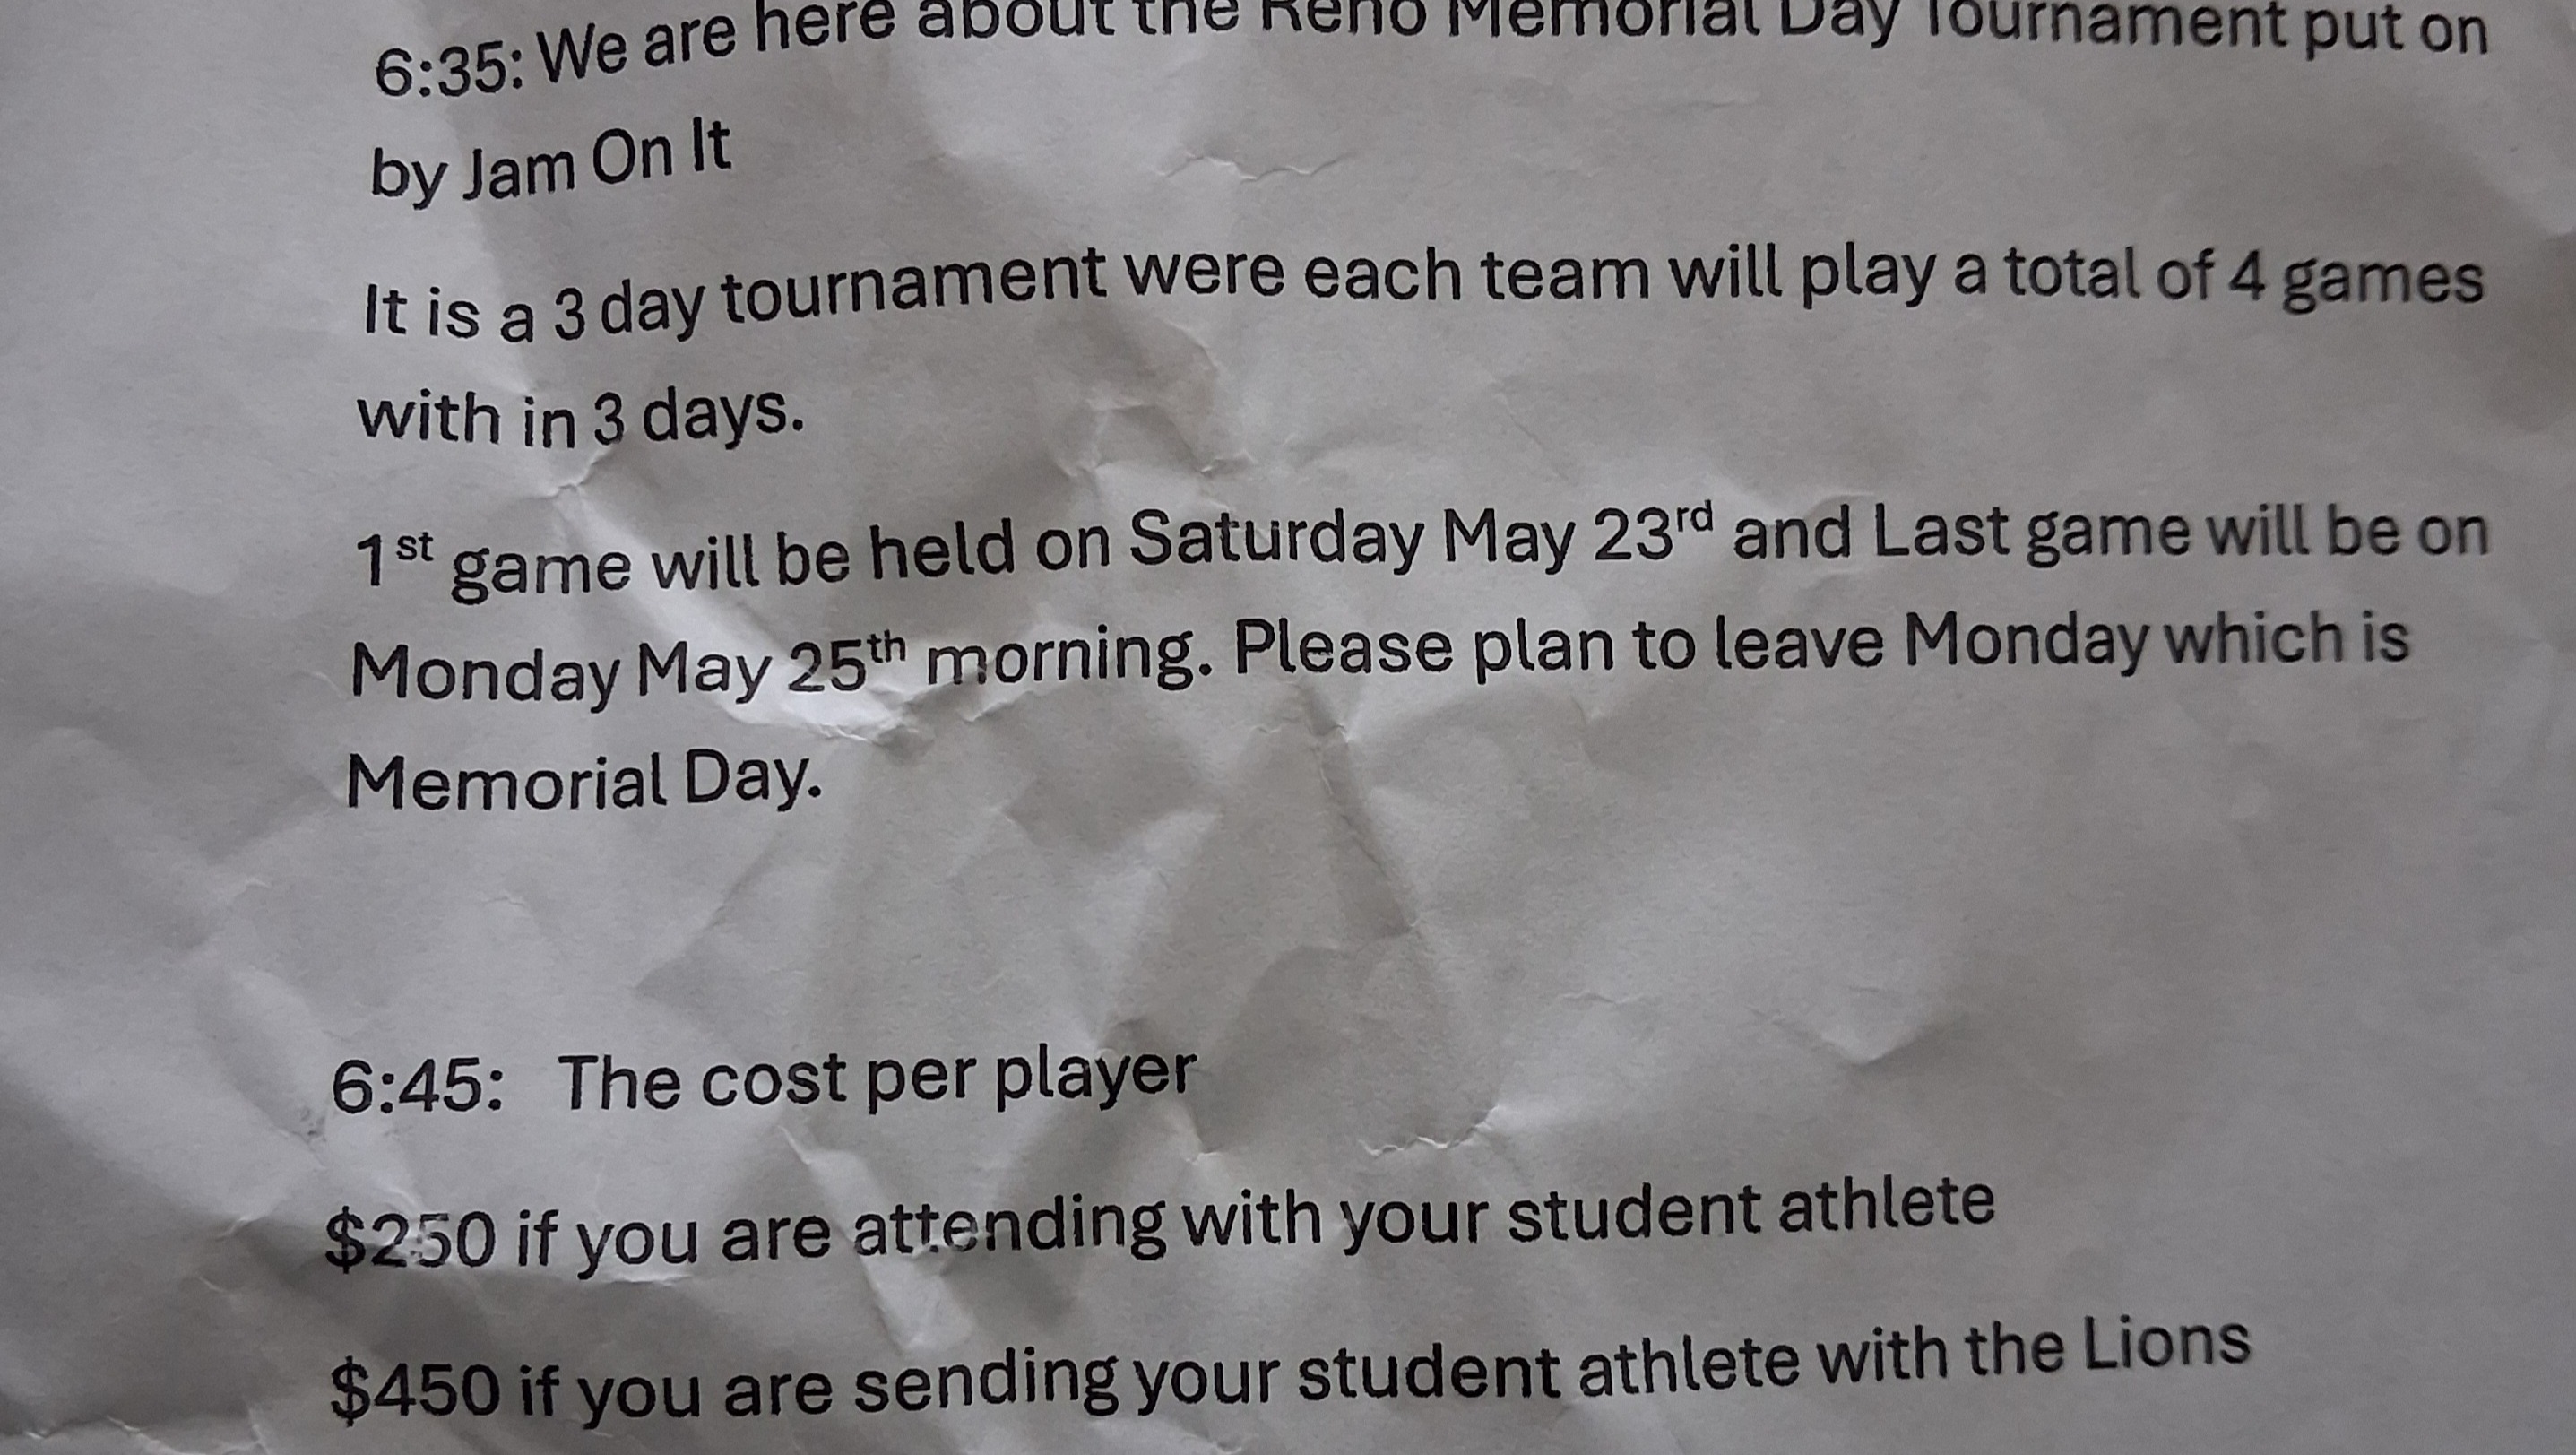 6:35: We are here about the Reno Memorial Day Tournament put on
by Jam On It
It is a 3 day tournament were each team will play a total of 4 games
with in 3 days.
1st game will be held on Saturday May 23rd and Last game will be on
Monday May 25th morning. Please plan to leave Monday which is
Memorial Day.
6:45: The cost per player
$250 if you are attending with your student athlete
$450 if you are sending your student athlete with the Lions